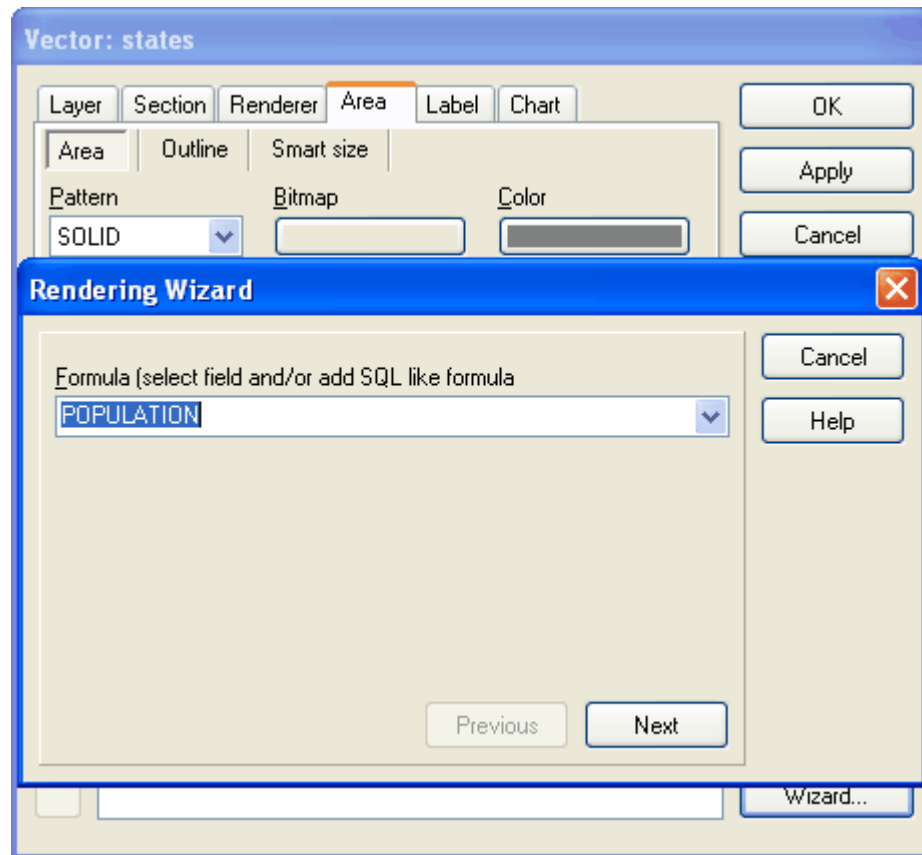 Vector: states
Layer Section Renderer Area Label Chart OK
Area Outline Smart size Apply
Pattern Bitmap Color
SOLID Cancel
Rendering Wizard
Cancel
Formula (select field and/or add SQL like formula
POPULATION Help
Previous Next
Wizard...